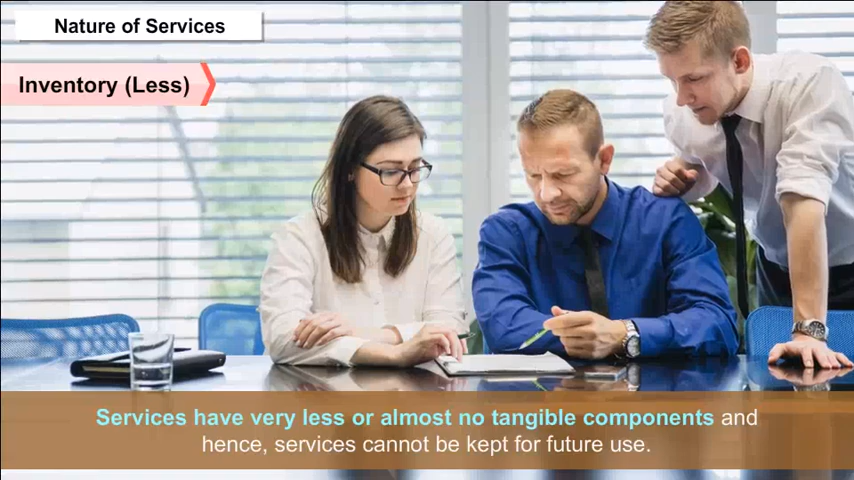 Nature of Services
Inventory (Less)
Services have very less or almost no tangible components and
hence, services cannot be kept for future use.